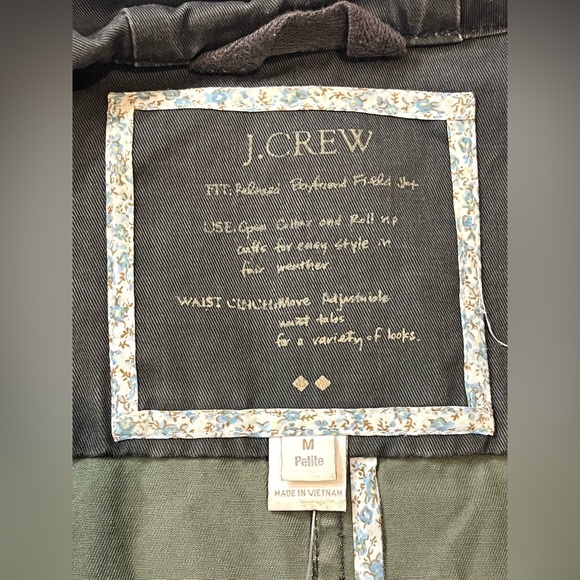 J.CREW
FIT: Relaxed Boyfriend Field Jkt
USE: Open Collar and Roll up
cuffs for easy style in
fair weather
WAIST CINCH: Move Adjustable
waist tabs
for a variety of looks.
M
Petite
MADE IN VIETNAM